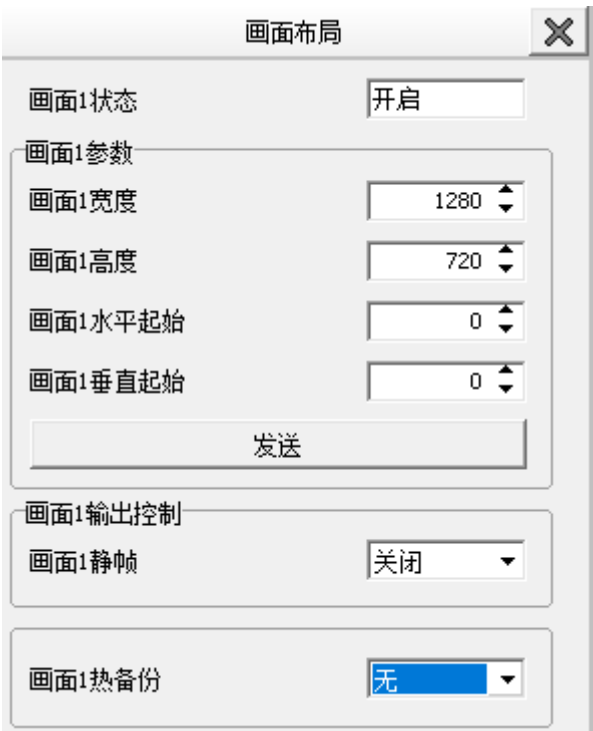 画面布局
画面1状态 开启
画面1参数
画面1宽度 1280
画面1高度 720
画面1水平起始 0
画面1垂直起始 0
发送
画面1输出控制
画面1静帧 关闭
画面1热备份 无